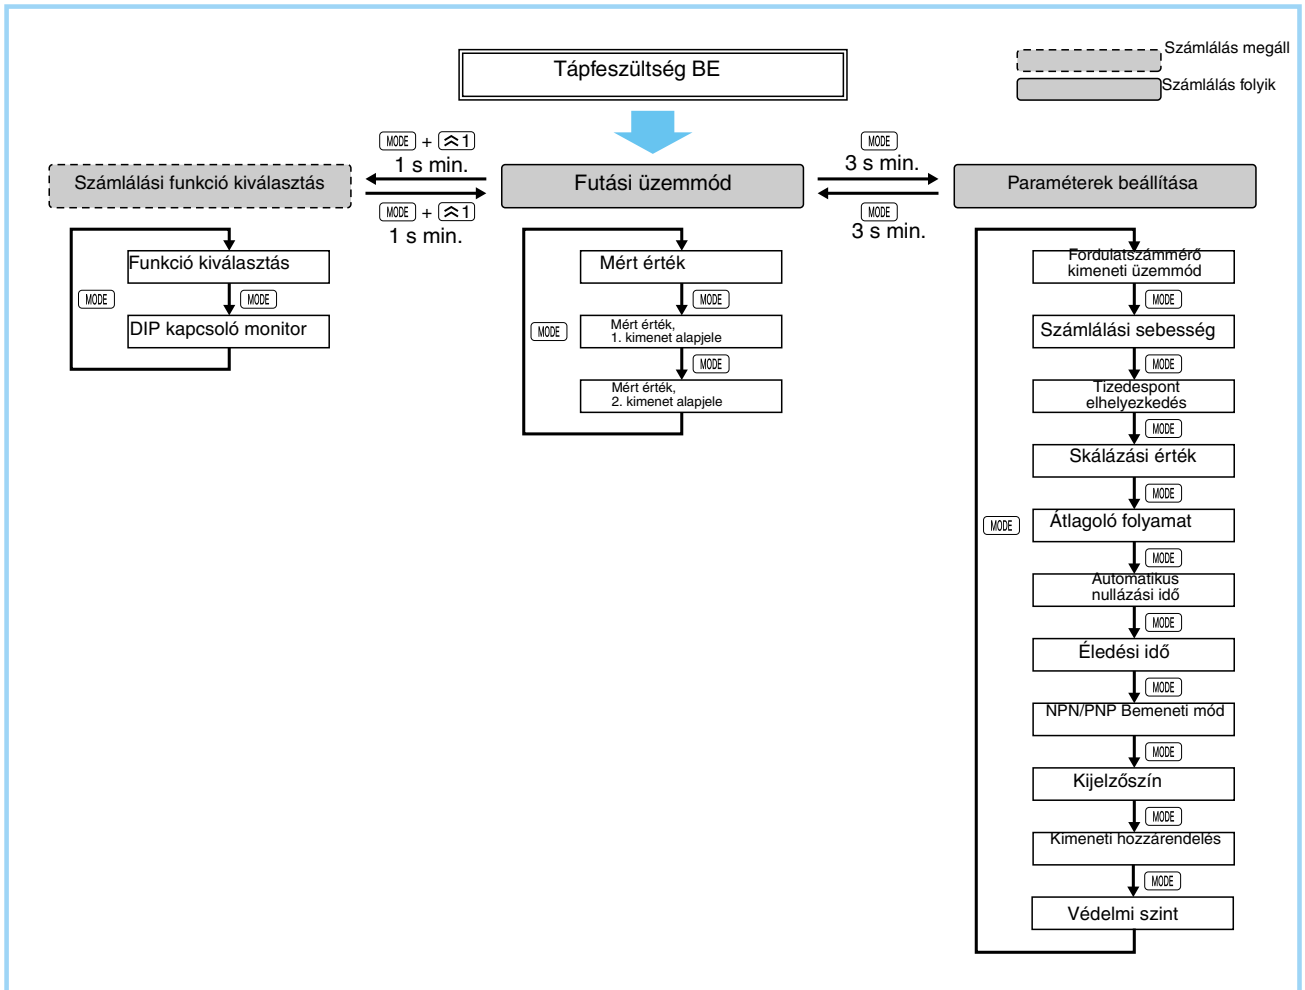 Tápfeszültség BE
Számlálás megáll
Számlálás folyik
MODE + 1
1 s min.
MODE
3 s min.
Számlálási funkció kiválasztás
Futási üzemmód
Paraméterek beállítása
MODE + 1
1 s min.
MODE
3 s min.
Funkció kiválasztás
MODE
MODE
DIP kapcsoló monitor
Mért érték
MODE
MODE
Mért érték,
1. kimenet alapjele
MODE
Mért érték,
2. kimenet alapjele
Fordulatszámmérő
kimeneti üzemmód
MODE
Számlálási sebesség
MODE
Tizedespont
elhelyezkedés
MODE
Skálázási érték
MODE
MODE
Átlagoló folyamat
MODE
Automatikus
nullázási idő
MODE
Éledési idő
MODE
NPN/PNP Bemeneti mód
MODE
Kijelzőszín
MODE
Kimeneti hozzárendelés
MODE
Védelmi szint